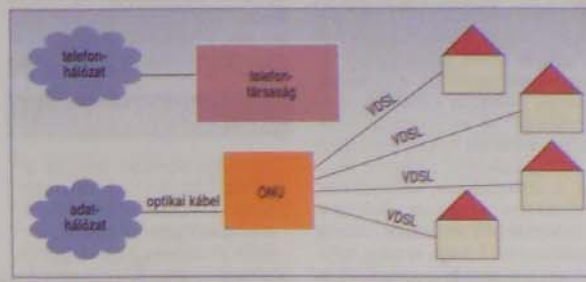 telefon-
hálózat
telefon-
társaság
VDSL
VDSL
VDSL
VDSL
adat-
hálózat
optikai kábel
ONU